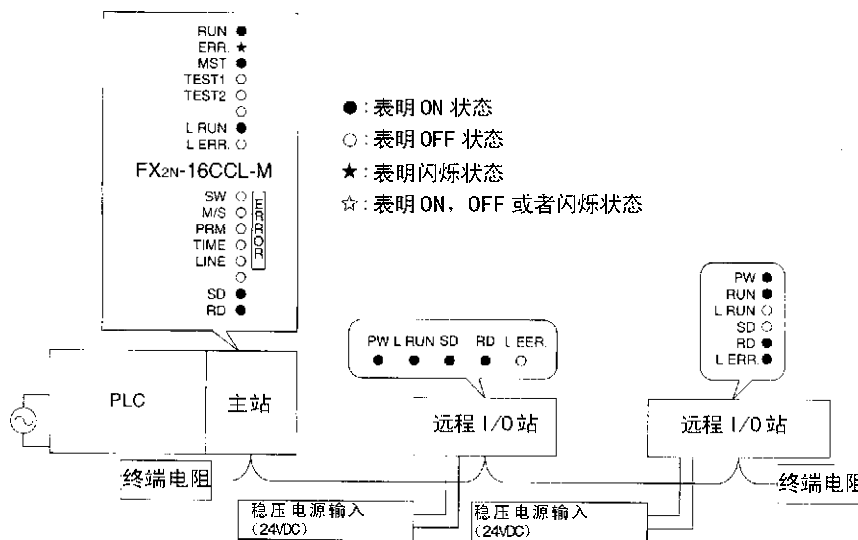 RUN ●
ERR. ★
MST ●
TEST1 ○
TEST2 ○
○
L RUN ●
L ERR. ○
FX2N-16CCL-M
SW ○
M/S ○
PRM ○
TIME ○
LINE ○
ERROR
○
SD ●
RD ●
●：表明 ON 状态
○：表明 OFF 状态
★：表明闪烁状态
☆：表明 ON，OFF 或者闪烁状态
PW L RUN SD RD L EER.
● ● ● ● ○
PW ●
RUN ●
L RUN ○
SD ○
RD ●
L ERR. ●
PLC
主站
远程 I/O 站
远程 I/O 站
终端电阻
终端电阻
稳压电源输入
（24VDC）
稳压电源输入
（24VDC）